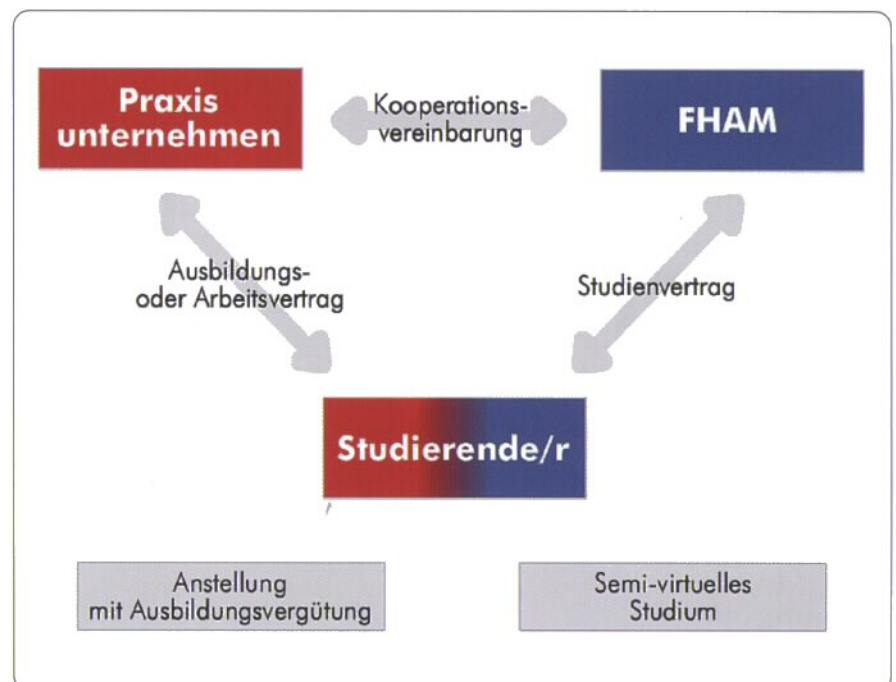 Praxis
unternehmen
Kooperations-
vereinbarung
FHAM
Ausbildungs-
oder Arbeitsvertrag
Studienvertrag
Studierende/r
Anstellung
mit Ausbildungsvergütung
Semi-virtuelles
Studium